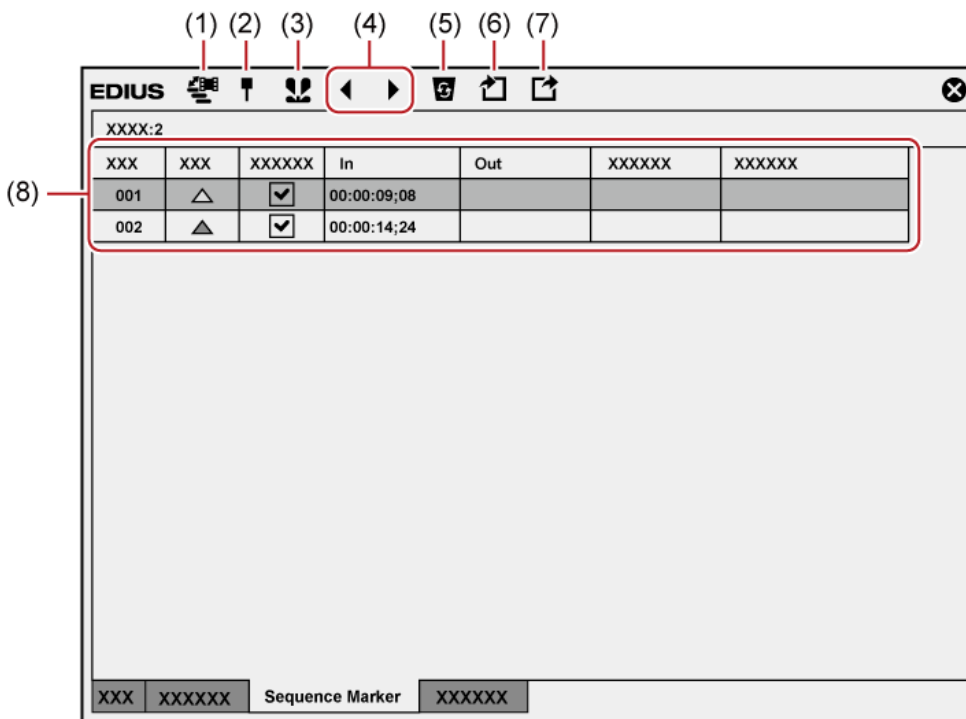 (1) (2) (3) (4) (5) (6) (7)
EDIUS
XXXX:2
XXX XXX XXXXXX In Out XXXXXX XXXXXX
(8)
001 00:00:09;08
002 00:00:14;24
XXX XXXXXX Sequence Marker XXXXXX